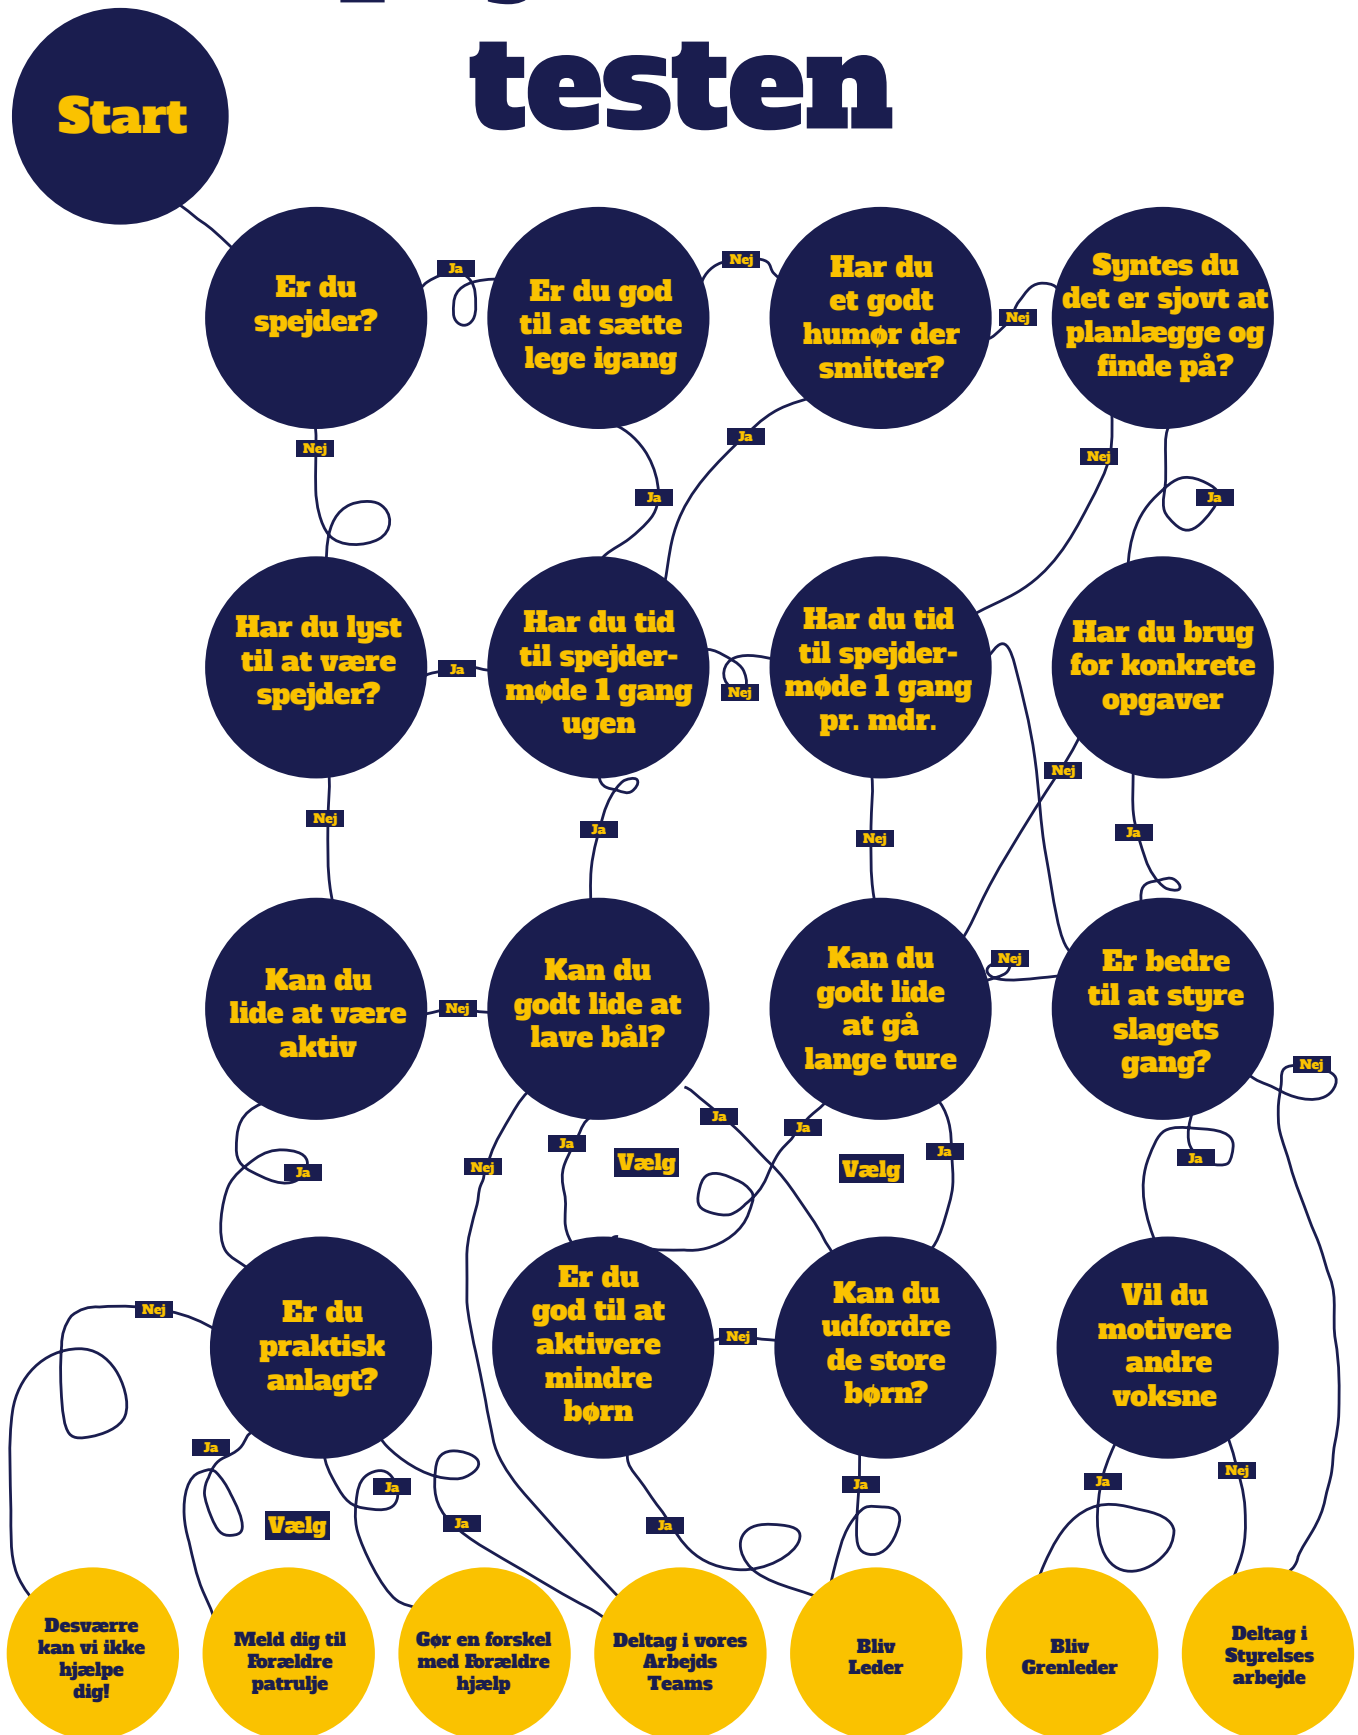 testen
Start
Er du
spejder?
Ja
Er du god
til at sætte
lege igang
Nej
Har du
et godt
humør der
smitter?
Nej
Syntes du
det er sjovt at
planlægge og
finde på?
Nej
Ja
Ja
Nej
Ja
Har du lyst
til at være
spejder?
Ja
Har du tid
til spejder-
møde 1 gang
ugen
Nej
Har du tid
til spejder-
møde 1 gang
pr. mdr.
Har du brug
for konkrete
opgaver
Nej
Ja
Nej
Nej
Ja
Kan du
lide at være
aktiv
Nej
Kan du
godt lide at
lave bål?
Kan du
godt lide
at gå
lange ture
Nej
Er bedre
til at styre
slagets
gang?
Nej
Ja
Nej
Ja
Vælg
Ja
Ja
Vælg
Ja
Ja
Nej
Er du
praktisk
anlagt?
Er du
god til at
aktivere
mindre
børn
Nej
Kan du
udfordre
de store
børn?
Vil du
motivere
andre
voksne
Ja
Vælg
Ja
Ja
Ja
Ja
Ja
Nej
Desværre
kan vi ikke
hjælpe
dig!
Meld dig til
Forældre
patrulje
Gør en forskel
med Forældre
hjælp
Deltag i vores
Arbejds
Teams
Bliv
Leder
Bliv
Grenleder
Deltag i
Styrelses
arbejde